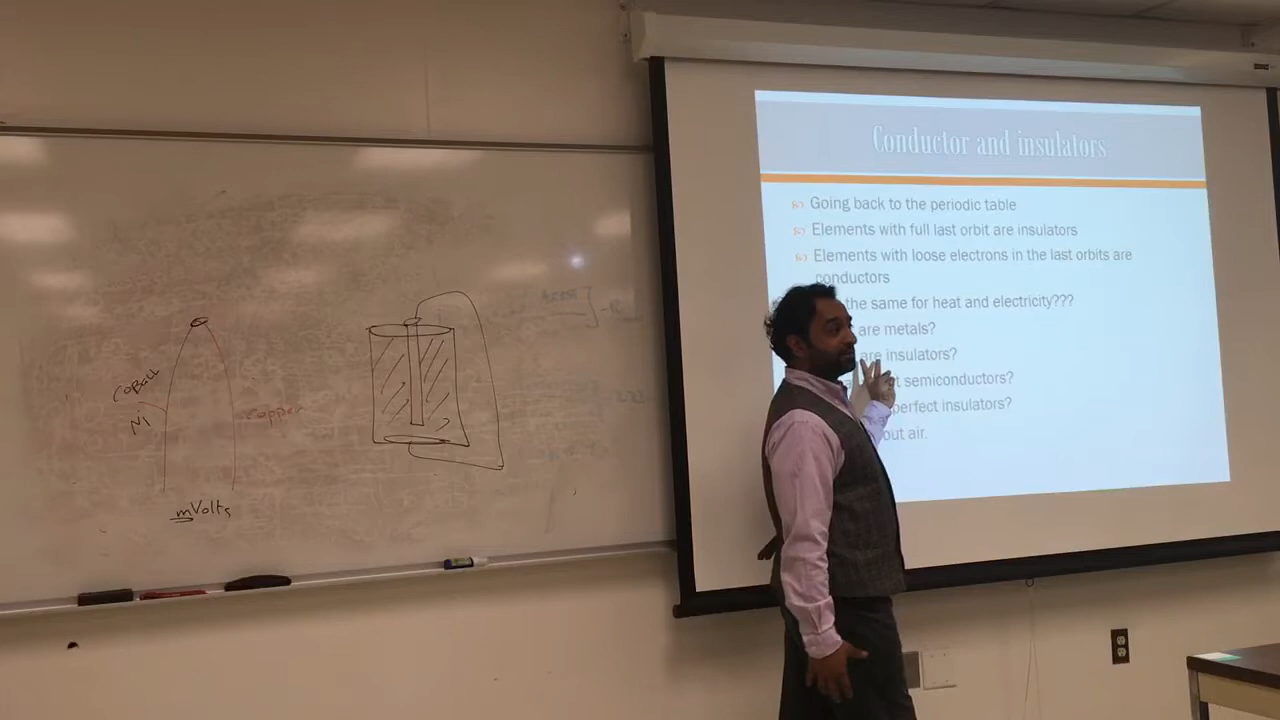 Conductor and insulators
Going back to the periodic table
Elements with full last orbit are insulators
Elements with loose electrons in the last orbits are
conductors
the same for heat and electricity???
are metals?
are insulators?
semiconductors?
perfect insulators?
out air.
Coball
Ni
copper
mVolts